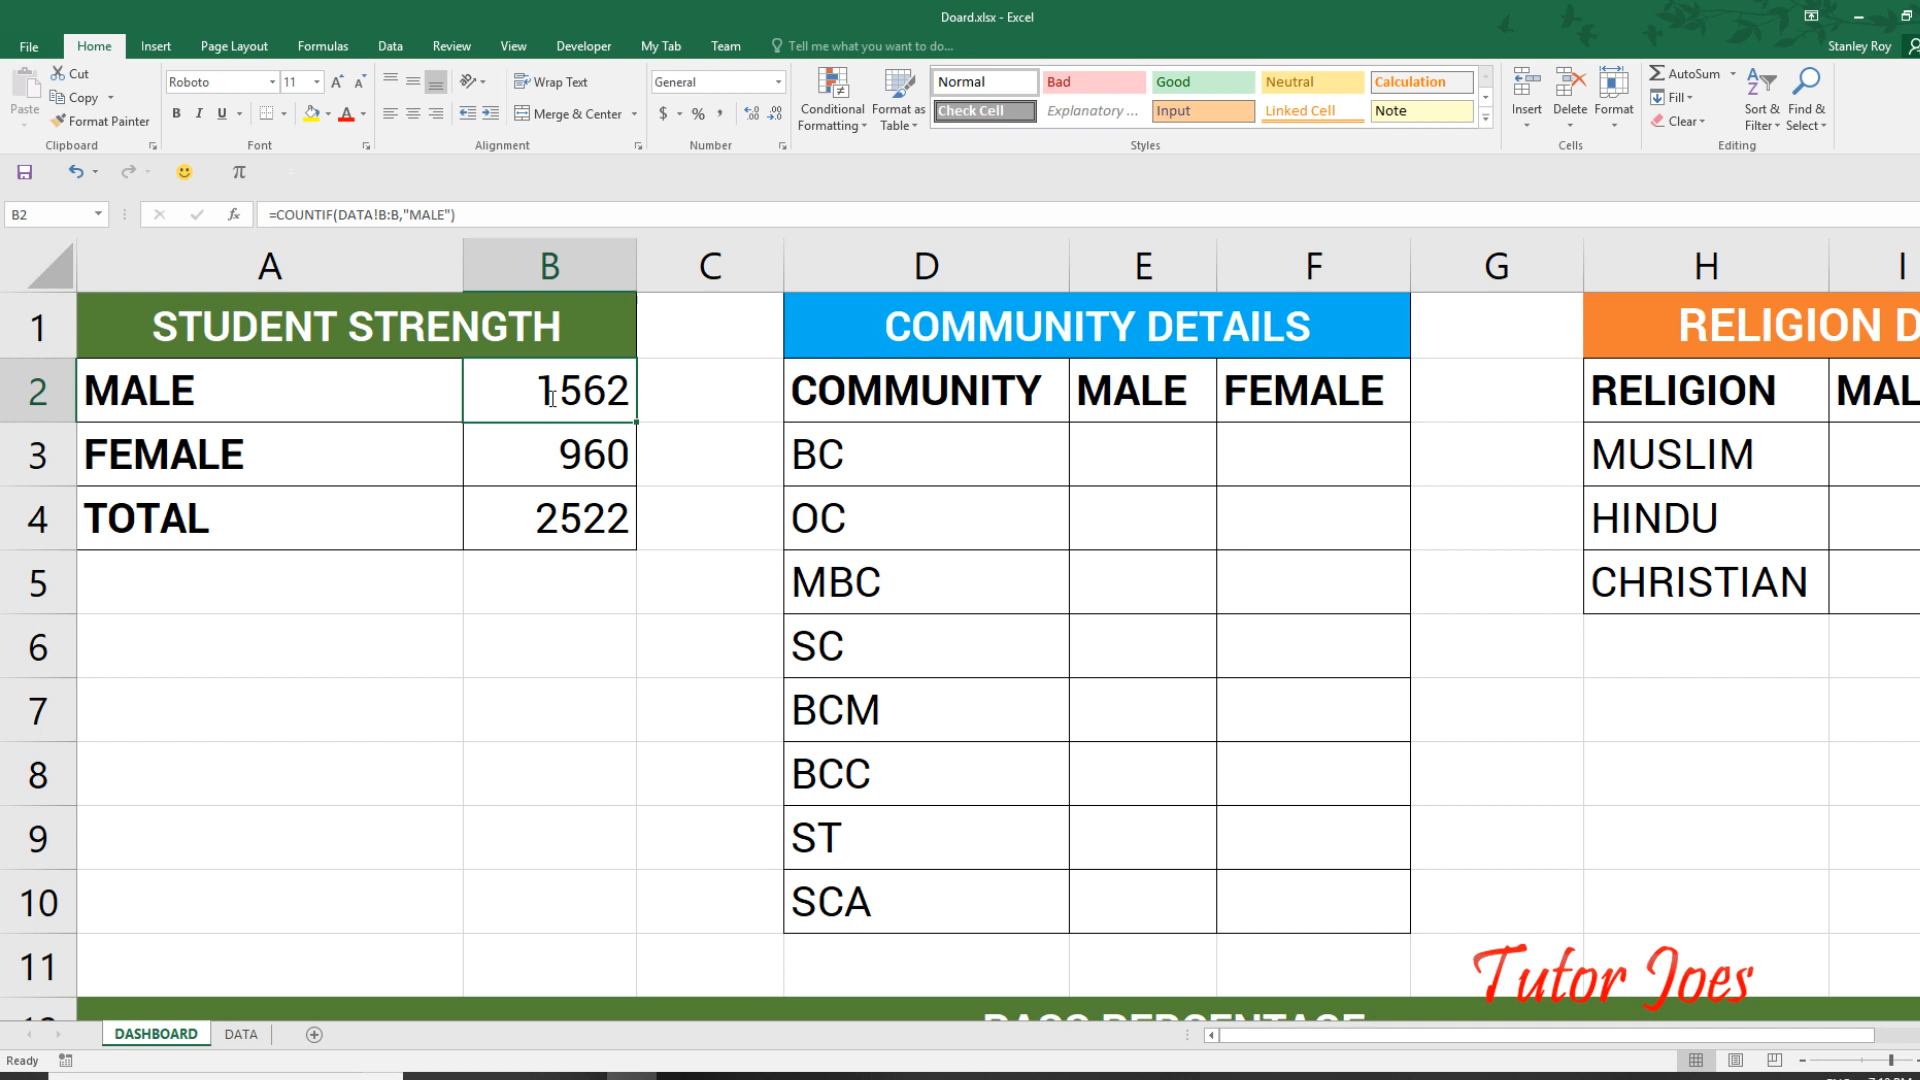 Doard.xlsx - Excel
File Home Insert Page Layout Formulas Data Review View Developer My Tab Team Tell me what you want to do... Stanley Roy
Cut
Copy
Format Painter
Paste
Clipboard
Roboto 11
B I U
Font
Wrap Text
Merge & Center
Alignment
General
$ % ,
Number
Conditional Formatting
Format as Table
Normal Bad Good Neutral Calculation
Check Cell Explanatory ... Input Linked Cell Note
Styles
Insert Delete Format
Cells
AutoSum
Fill
Clear
Sort & Filter
Find & Select
Editing
B2 fx =COUNTIF(DATA!B:B,"MALE")
A B C D E F G H I
1 STUDENT STRENGTH COMMUNITY DETAILS RELIGION D
2 MALE 1562 COMMUNITY MALE FEMALE RELIGION MAL
3 FEMALE 960 BC MUSLIM
4 TOTAL 2522 OC HINDU
5 MBC CHRISTIAN
6 SC
7 BCM
8 BCC
9 ST
10 SCA
11
Tutor Joes
DASHBOARD DATA
Ready